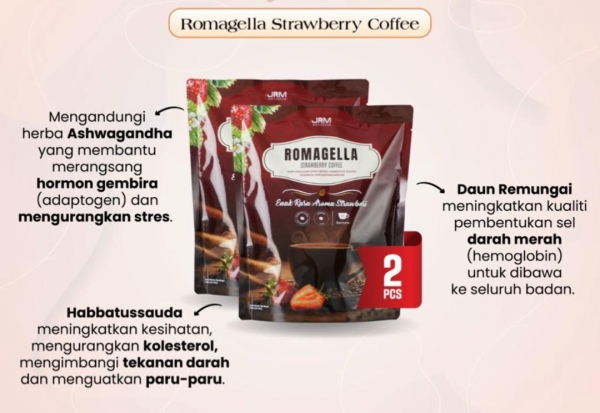 Romagella Strawberry Coffee
Mengandungi
herba Ashwagandha
yang membantu
merangsang
hormon gembira
(adaptogen) dan
mengurangkan stres.
JRM
ROMAGELLA
STRAWBERRY COFFEE
Enak Rasa Aroma Strawberi
2
PCS
Daun Remungai
meningkatkan kualiti
pembentukan sel
darah merah
(hemoglobin)
untuk dibawa
ke seluruh badan.
Habbatussauda
meningkatkan kesihatan,
mengurangkan kolesterol,
mengimbangi tekanan darah
dan menguatkan paru-paru.